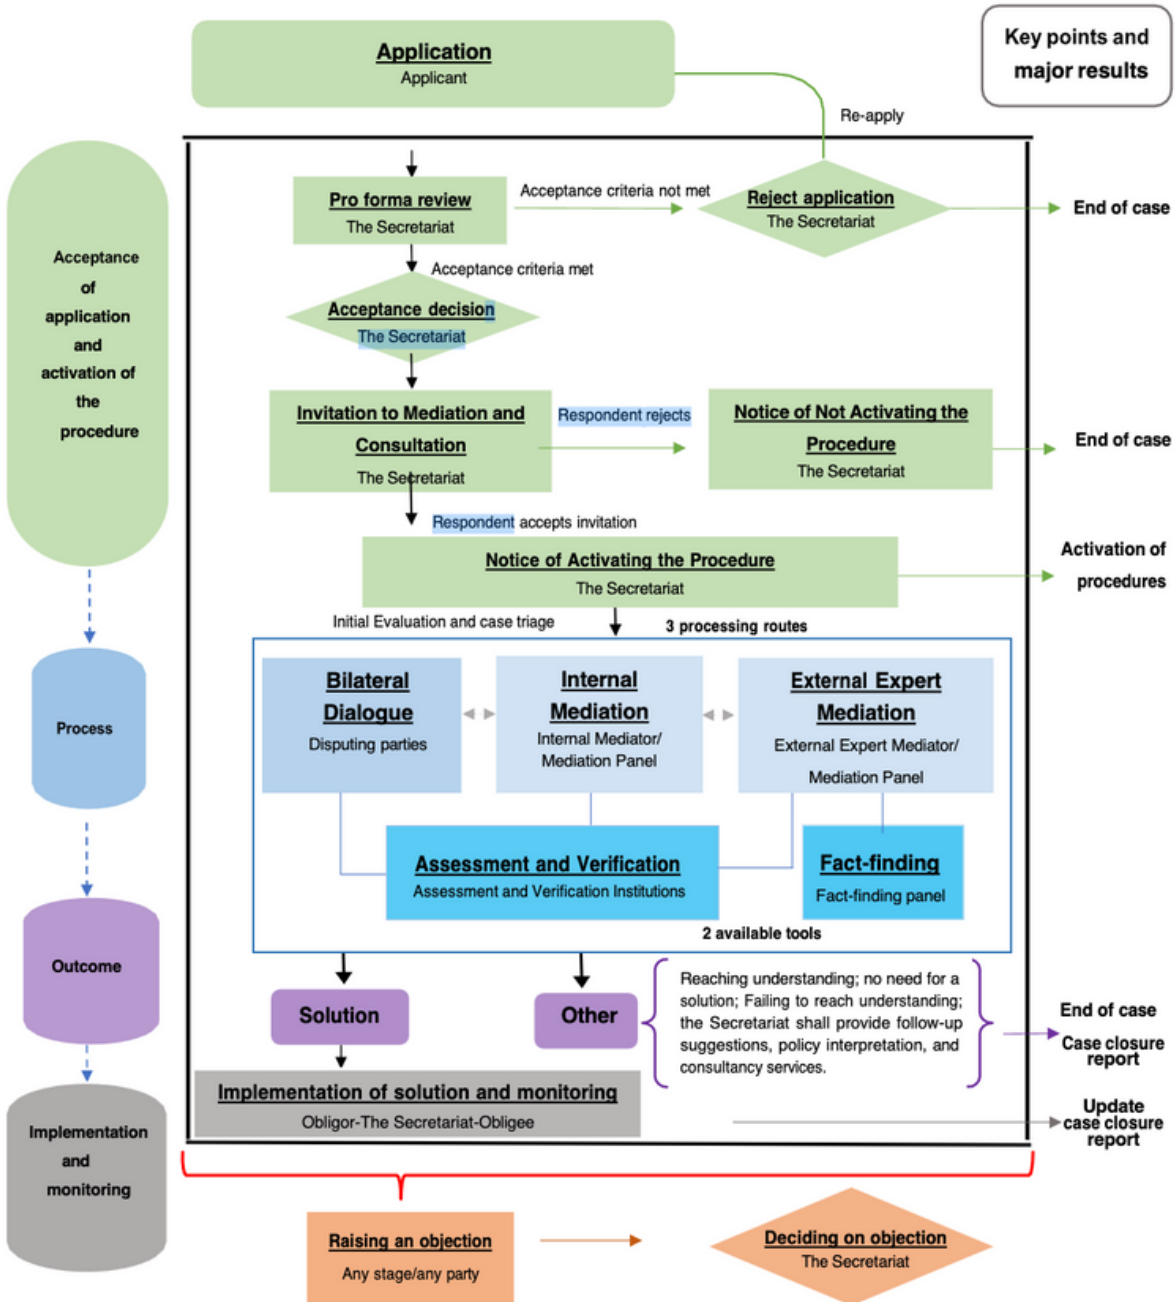 Application
Applicant
Key points and
major results
Re-apply
Pro forma review
The Secretariat
Acceptance criteria not met
Reject application
The Secretariat
End of case
Acceptance criteria met
Acceptance
of
application
and
activation of
the
procedure
Acceptance decision
The Secretariat
Invitation to Mediation and
Consultation
The Secretariat
Respondent rejects
Notice of Not Activating the
Procedure
The Secretariat
End of case
Respondent accepts invitation
Notice of Activating the Procedure
The Secretariat
Activation of
procedures
Initial Evaluation and case triage
3 processing routes
Process
Bilateral
Dialogue
Disputing parties
Internal
Mediation
Internal Mediator/
Mediation Panel
External Expert
Mediation
External Expert Mediator/
Mediation Panel
Assessment and Verification
Assessment and Verification Institutions
Fact-finding
Fact-finding panel
2 available tools
Outcome
Solution
Other
Reaching understanding; no need for a
solution; Failing to reach understanding;
the Secretariat shall provide follow-up
suggestions, policy interpretation, and
consultancy services.
End of case
Case closure
report
Implementation of solution and monitoring
Obligor-The Secretariat-Obligee
Update
case closure
report
Implementation
and
monitoring
Raising an objection
Any stage/any party
Deciding on objection
The Secretariat